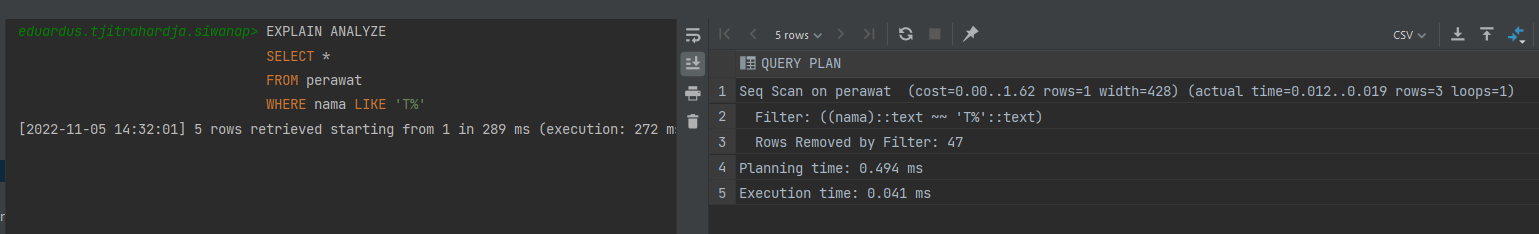 eduardus.tjitrahardja.siwanap> EXPLAIN ANALYZE
SELECT *
FROM perawat
WHERE nama LIKE 'T%'
[2022-11-05 14:32:01] 5 rows retrieved starting from 1 in 289 ms (execution: 272 ms
5 rows
CSV
QUERY PLAN
1 Seq Scan on perawat (cost=0.00..1.62 rows=1 width=428) (actual time=0.012..0.019 rows=3 loops=1)
2 Filter: ((nama)::text ~~ 'T%'::text)
3 Rows Removed by Filter: 47
4 Planning time: 0.494 ms
5 Execution time: 0.041 ms